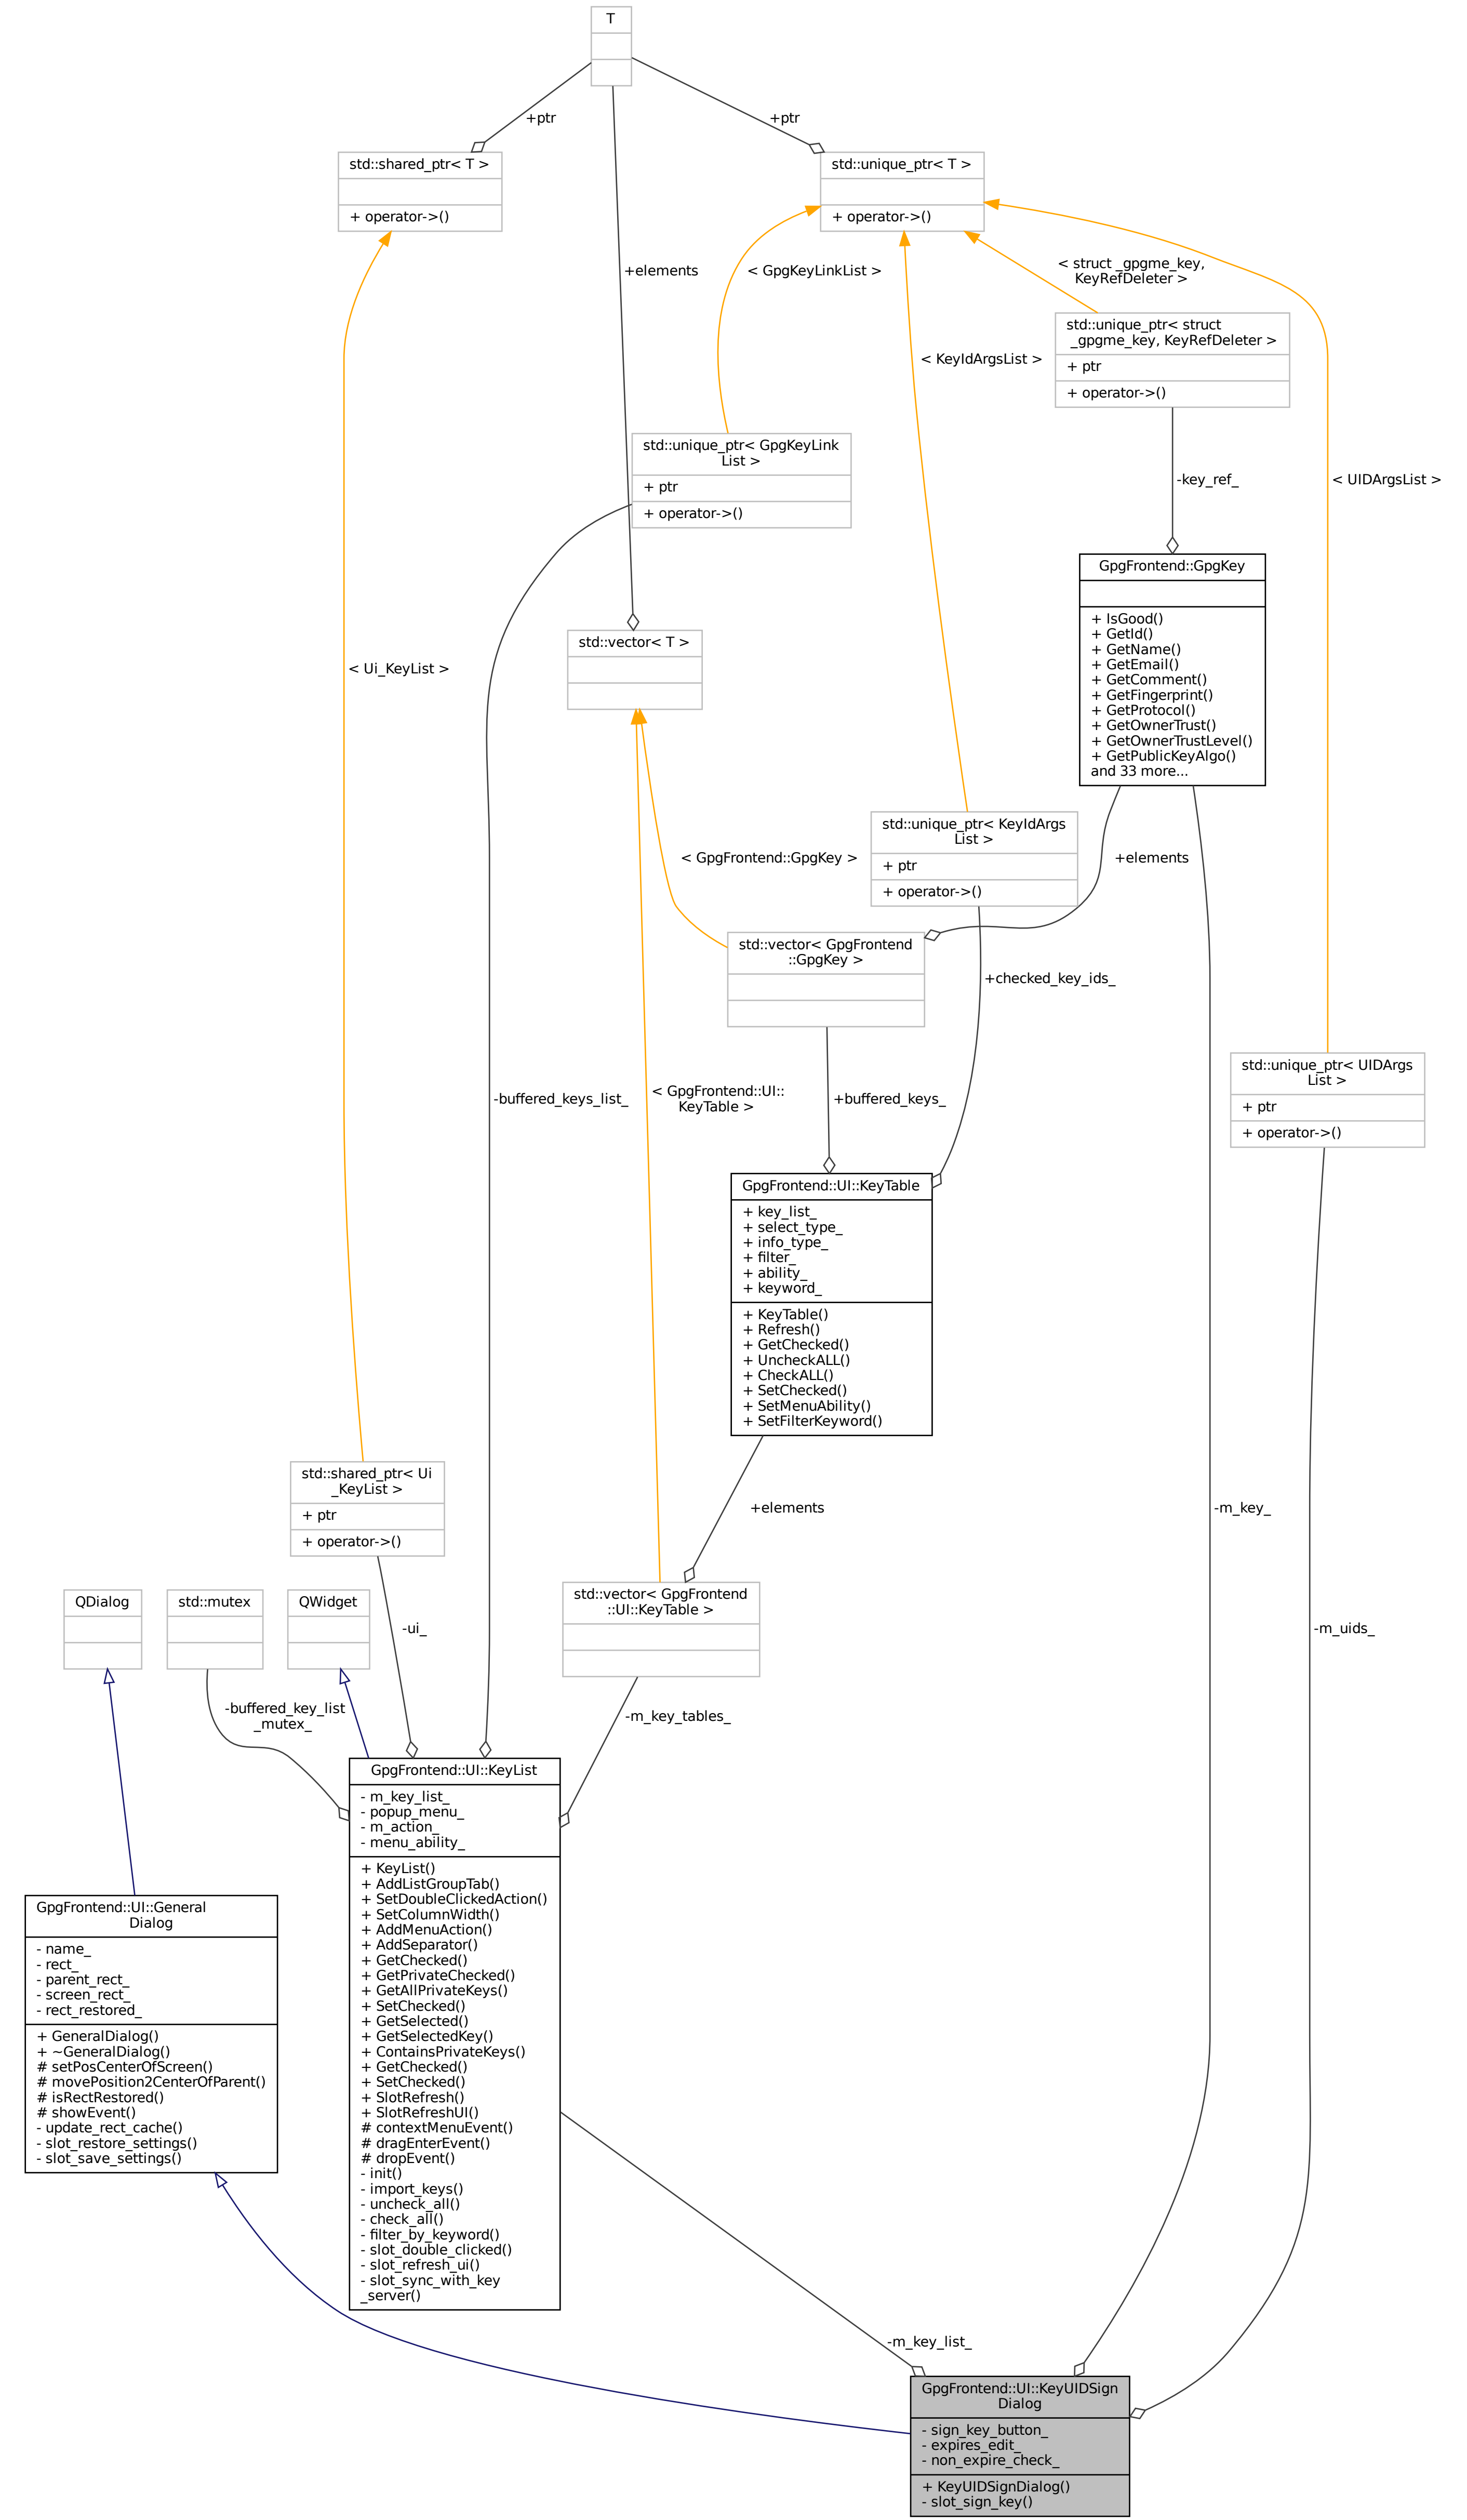 T
+ptr
+ptr
std::shared_ptr< T >
+ operator->()
std::unique_ptr< T >
+ operator->()
+elements
< GpgKeyLinkList >
< struct _gpgme_key,
KeyRefDeleter >
std::unique_ptr< struct
_gpgme_key, KeyRefDeleter >
+ ptr
+ operator->()
< KeyIdArgsList >
std::unique_ptr< GpgKeyLink
List >
+ ptr
+ operator->()
-key_ref_
< UIDArgsList >
GpgFrontend::GpgKey
+ IsGood()
+ GetId()
+ GetName()
+ GetEmail()
+ GetComment()
+ GetFingerprint()
+ GetProtocol()
+ GetOwnerTrust()
+ GetOwnerTrustLevel()
+ GetPublicKeyAlgo()
and 33 more...
std::vector< T >
< Ui_KeyList >
std::unique_ptr< KeyIdArgs
List >
+ ptr
+ operator->()
< GpgFrontend::GpgKey >
+elements
std::vector< GpgFrontend
::GpgKey >
+checked_key_ids_
std::unique_ptr< UIDArgs
List >
+ ptr
+ operator->()
-buffered_keys_list_
< GpgFrontend::UI::
KeyTable >
+buffered_keys_
GpgFrontend::UI::KeyTable
+ key_list_
+ select_type_
+ info_type_
+ filter_
+ ability_
+ keyword_
+ KeyTable()
+ Refresh()
+ GetChecked()
+ UncheckALL()
+ CheckALL()
+ SetChecked()
+ SetMenuAbility()
+ SetFilterKeyword()
std::shared_ptr< Ui
_KeyList >
+ ptr
+ operator->()
+elements
-m_key_
QDialog
std::mutex
QWidget
std::vector< GpgFrontend
::UI::KeyTable >
-ui_
-m_uids_
-buffered_key_list
_mutex_
-m_key_tables_
GpgFrontend::UI::KeyList
- m_key_list_
- popup_menu_
- m_action_
- menu_ability_
+ KeyList()
+ AddListGroupTab()
+ SetDoubleClickedAction()
+ SetColumnWidth()
+ AddMenuAction()
+ AddSeparator()
+ GetChecked()
+ GetPrivateChecked()
+ GetAllPrivateKeys()
+ SetChecked()
+ GetSelected()
+ GetSelectedKey()
+ ContainsPrivateKeys()
+ GetChecked()
+ SetChecked()
+ SlotRefresh()
+ SlotRefreshUI()
# contextMenuEvent()
# dragEnterEvent()
# dropEvent()
- init()
- import_keys()
- uncheck_all()
- check_all()
- filter_by_keyword()
- slot_double_clicked()
- slot_refresh_ui()
- slot_sync_with_key
_server()
GpgFrontend::UI::General
Dialog
- name_
- rect_
- parent_rect_
- screen_rect_
- rect_restored_
+ GeneralDialog()
+ ~GeneralDialog()
# setPosCenterOfScreen()
# movePosition2CenterOfParent()
# isRectRestored()
# showEvent()
- update_rect_cache()
- slot_restore_settings()
- slot_save_settings()
-m_key_list_
GpgFrontend::UI::KeyUIDSign
Dialog
- sign_key_button_
- expires_edit_
- non_expire_check_
+ KeyUIDSignDialog()
- slot_sign_key()